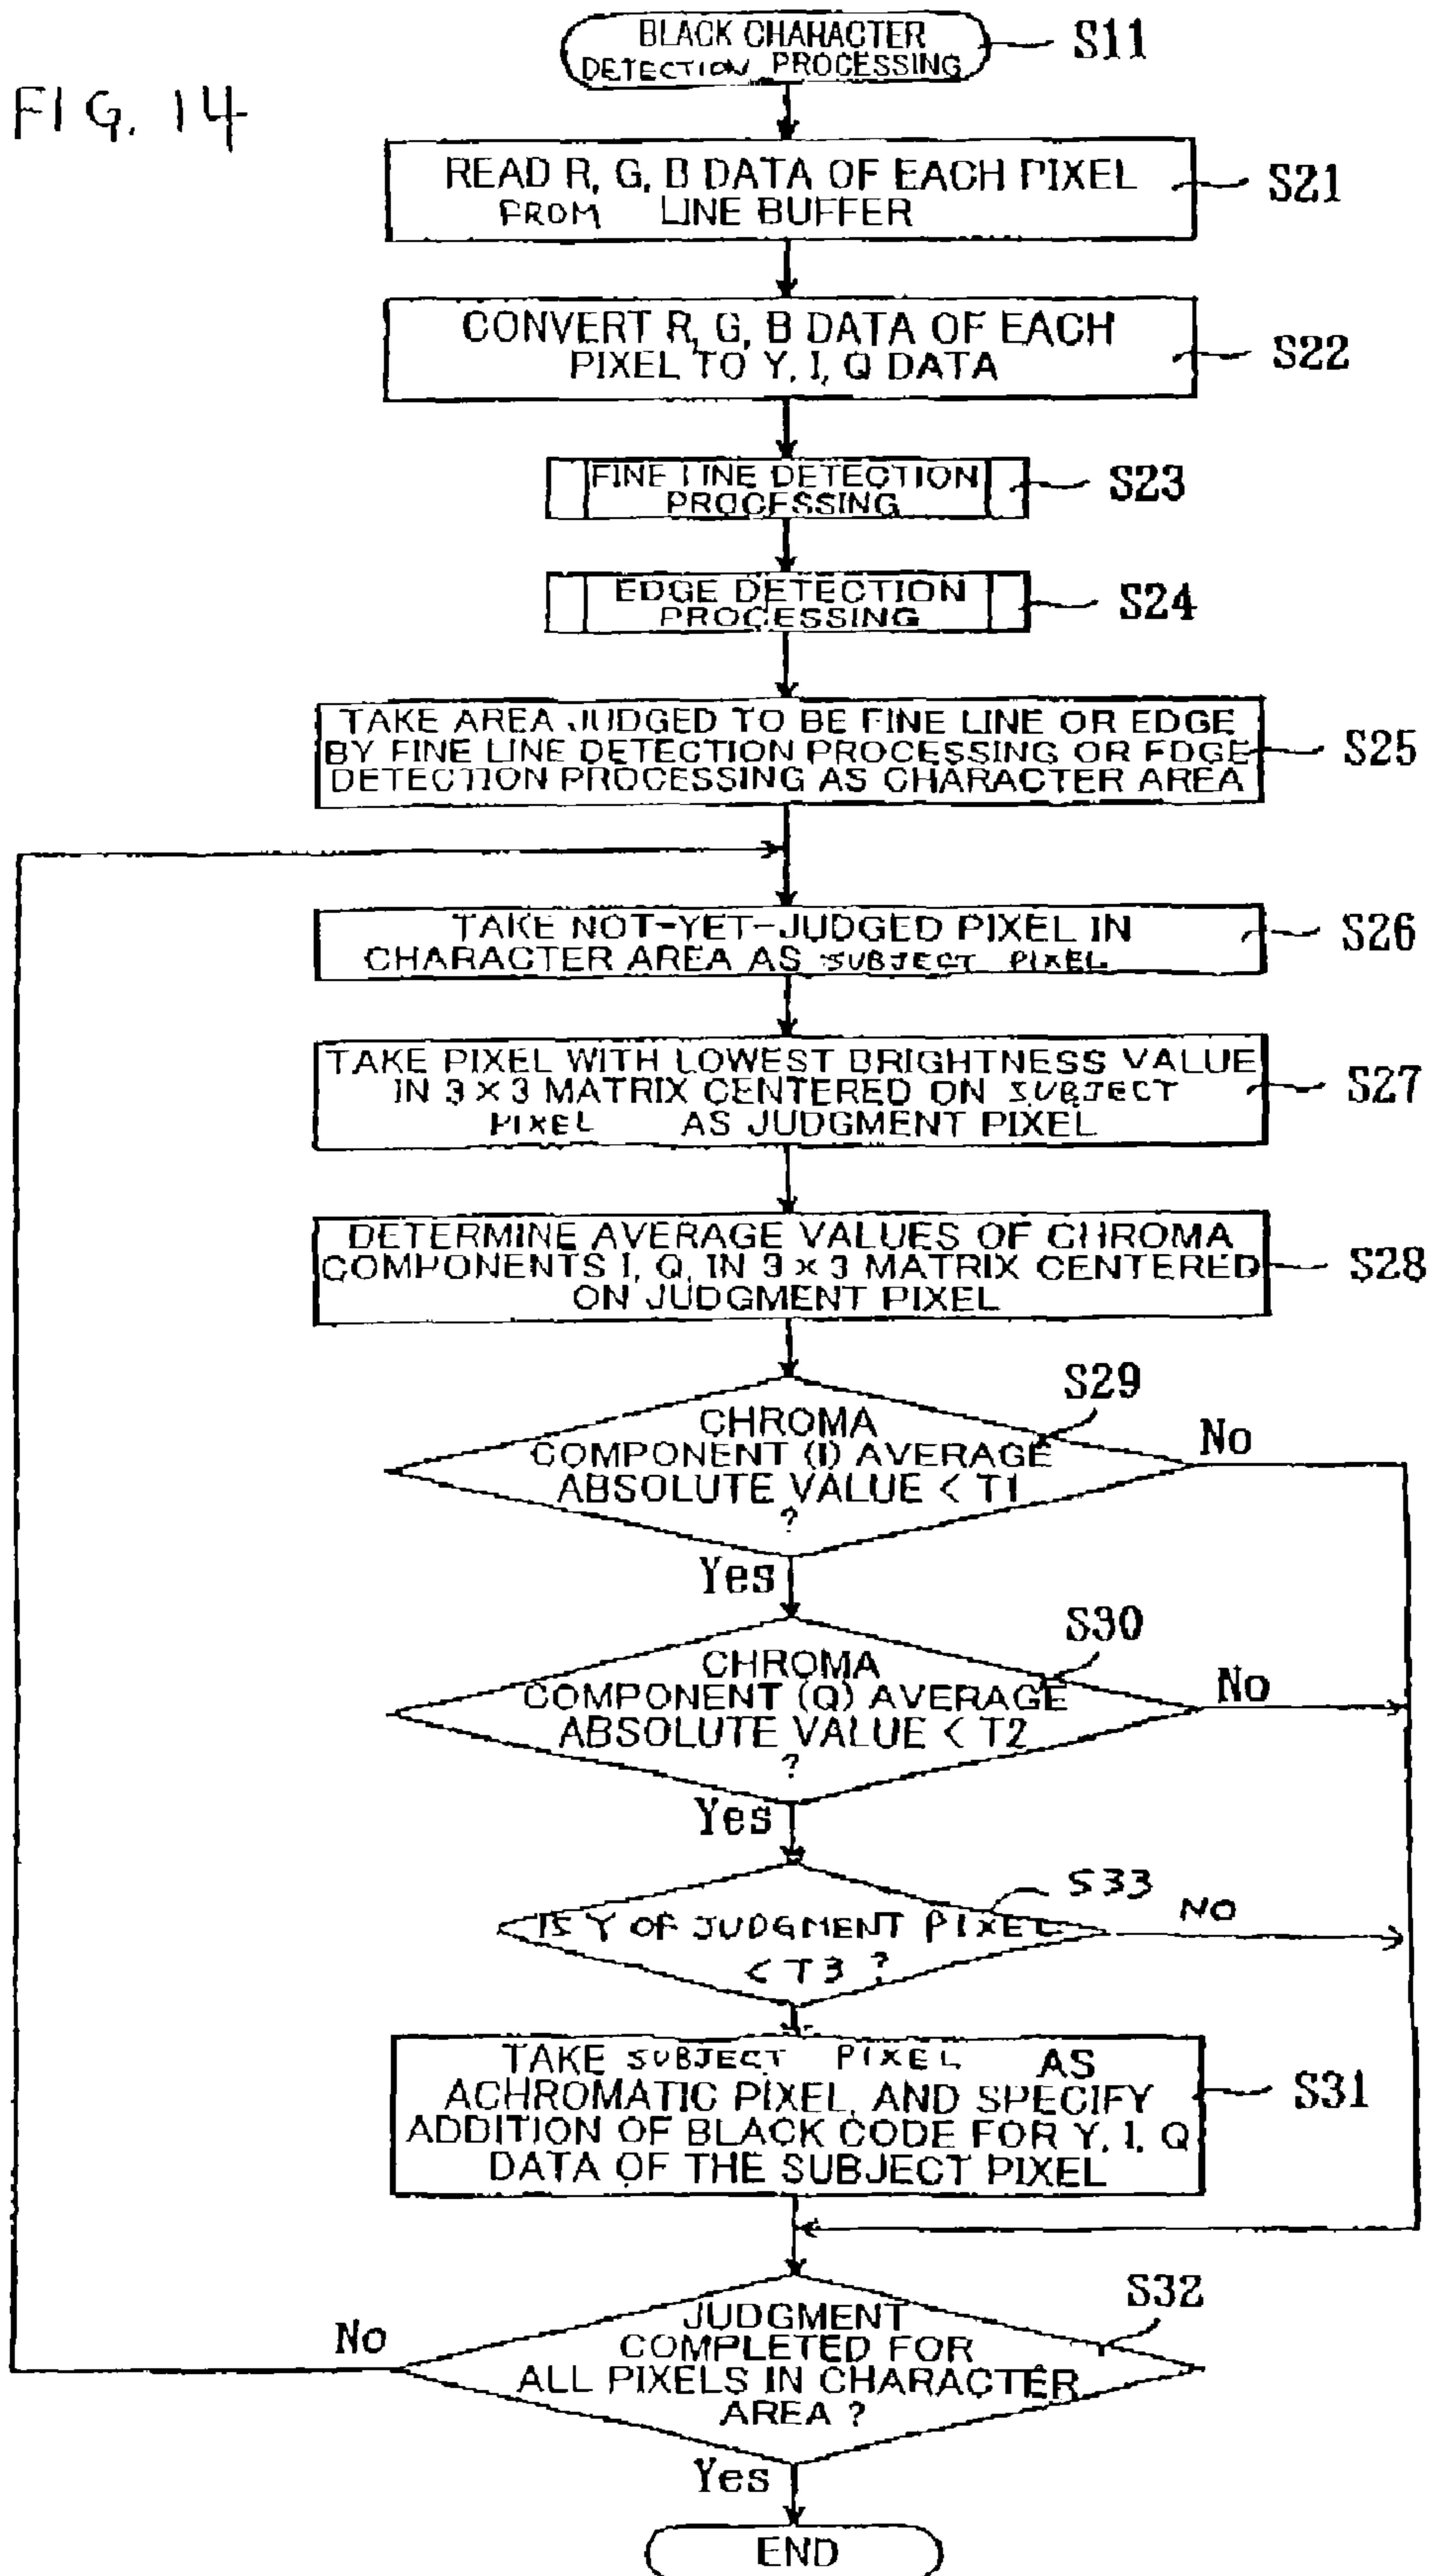 FIG. 14
BLACK CHARACTER
DETECTION PROCESSING
S11
READ R, G, B DATA OF EACH PIXEL
FROM LINE BUFFER
S21
CONVERT R, G, B DATA OF EACH
PIXEL TO Y, I, Q DATA
S22
FINE LINE DETECTION
PROCESSING
S23
EDGE DETECTION
PROCESSING
S24
TAKE AREA JUDGED TO BE FINE LINE OR EDGE
BY FINE LINE DETECTION PROCESSING OR EDGE
DETECTION PROCESSING AS CHARACTER AREA
S25
TAKE NOT-YET-JUDGED PIXEL IN
CHARACTER AREA AS SUBJECT PIXEL
S26
TAKE PIXEL WITH LOWEST BRIGHTNESS VALUE
IN 3 × 3 MATRIX CENTERED ON SUBJECT
PIXEL AS JUDGMENT PIXEL
S27
DETERMINE AVERAGE VALUES OF CHROMA
COMPONENTS I, Q, IN 3 × 3 MATRIX CENTERED
ON JUDGMENT PIXEL
S28
S29
CHROMA
COMPONENT (I) AVERAGE
ABSOLUTE VALUE < T1
?
No
Yes
S30
CHROMA
COMPONENT (Q) AVERAGE
ABSOLUTE VALUE < T2
?
No
Yes
S33
IS Y OF JUDGMENT PIXEL
< T3 ?
NO
TAKE SUBJECT PIXEL AS
ACHROMATIC PIXEL, AND SPECIFY
ADDITION OF BLACK CODE FOR Y, I, Q
DATA OF THE SUBJECT PIXEL
S31
S32
JUDGMENT
COMPLETED FOR
ALL PIXELS IN CHARACTER
AREA ?
No
Yes
END